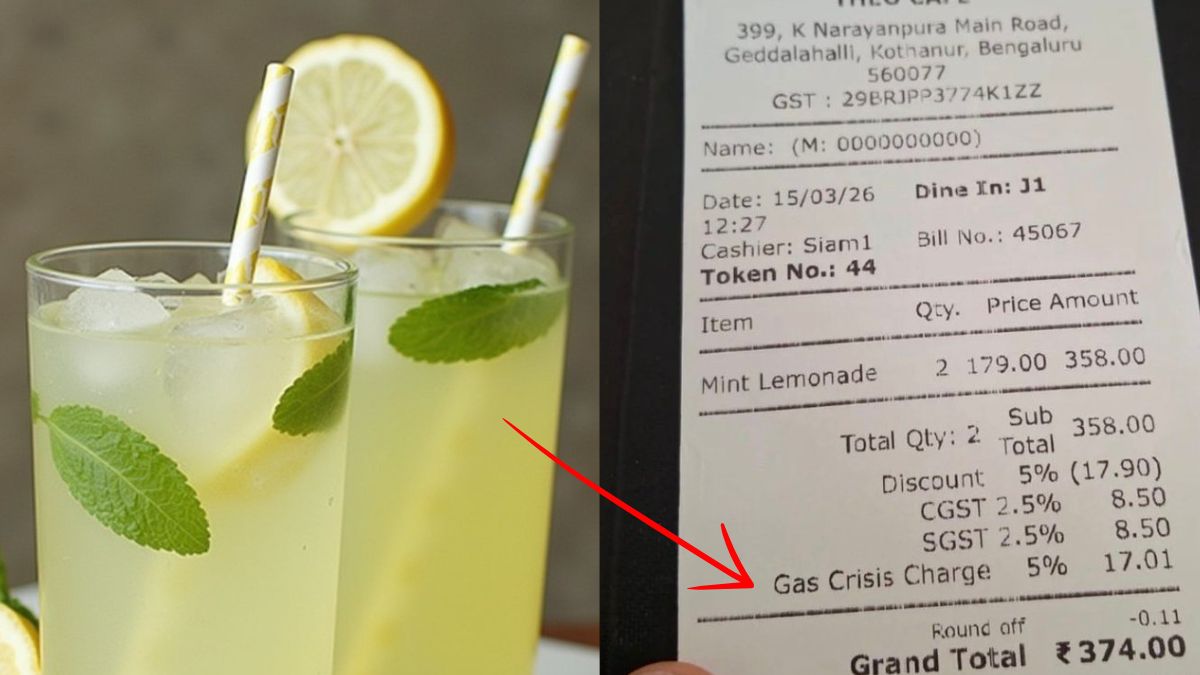 THEO CAFE
399, K Narayanpura Main Road,
Geddalahalli, Kothanur, Bengaluru
560077
GST : 29BRJPP3774K1ZZ
Name: (M: 0000000000)
Date: 15/03/26 Dine In: J1
12:27
Cashier: Siam1 Bill No.: 45067
Token No.: 44
Item Qty. Price Amount
Mint Lemonade 2 179.00 358.00
Total Qty: 2 Sub Total 358.00
Discount 5% (17.90)
CGST 2.5% 8.50
SGST 2.5% 8.50
Gas Crisis Charge 5% 17.01
Round off -0.11
Grand Total ₹374.00